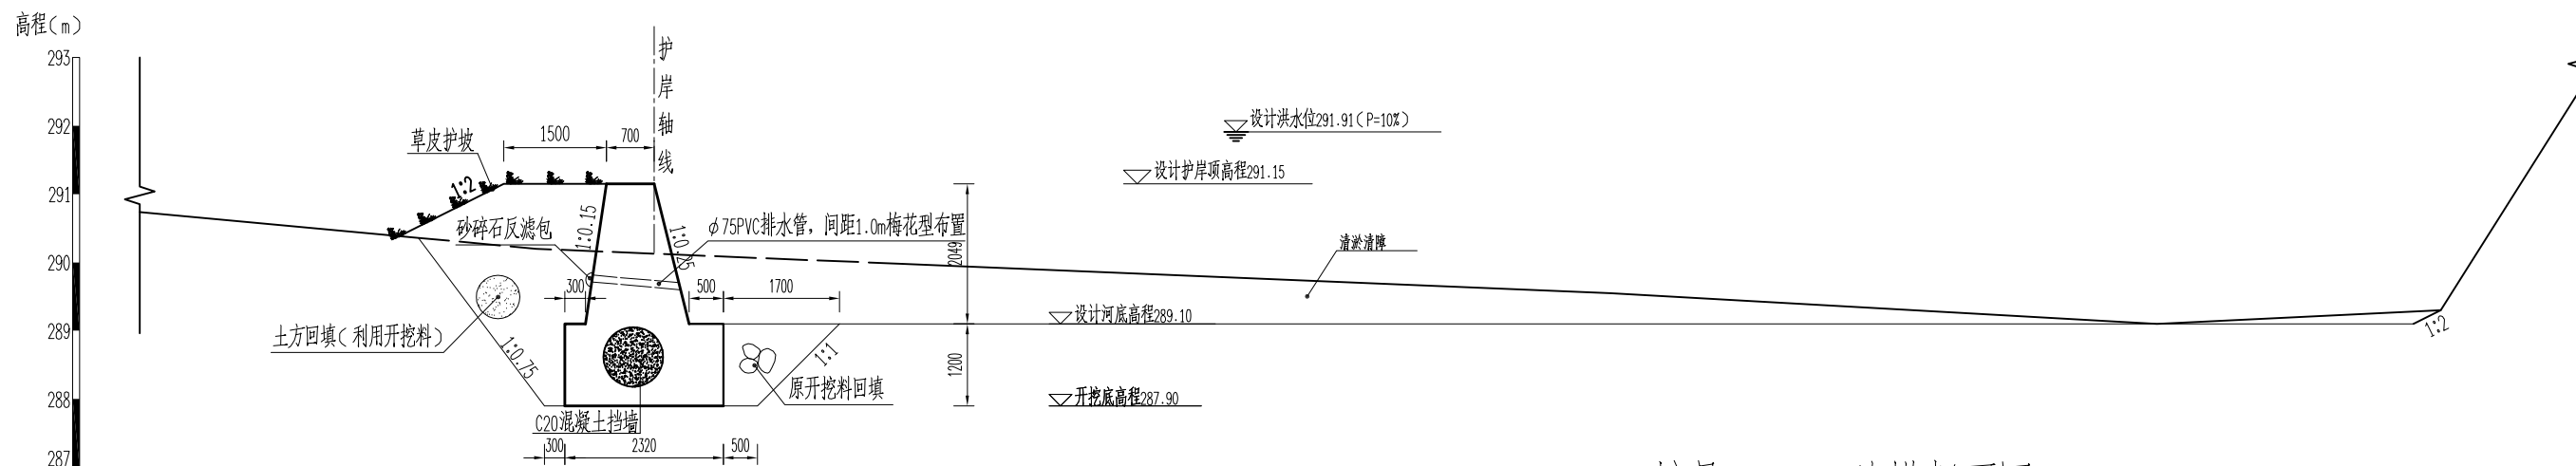 高程(m)
293
292
291
290
289
288
287
护岸轴线
1500
700
草皮护坡
1:2
设计洪水位291.91(P=10%)
设计护岸顶高程291.15
砂碎石反滤包
1:0.15
1:0.25
φ75PVC排水管，间距1.0m梅花型布置
2049
清淤清障
300
500
1700
设计河底高程289.10
土方回填(利用开挖料)
1:0.75
1:1
1200
原开挖料回填
开挖底高程287.90
1:2
C20混凝土挡墙
300
2320
500